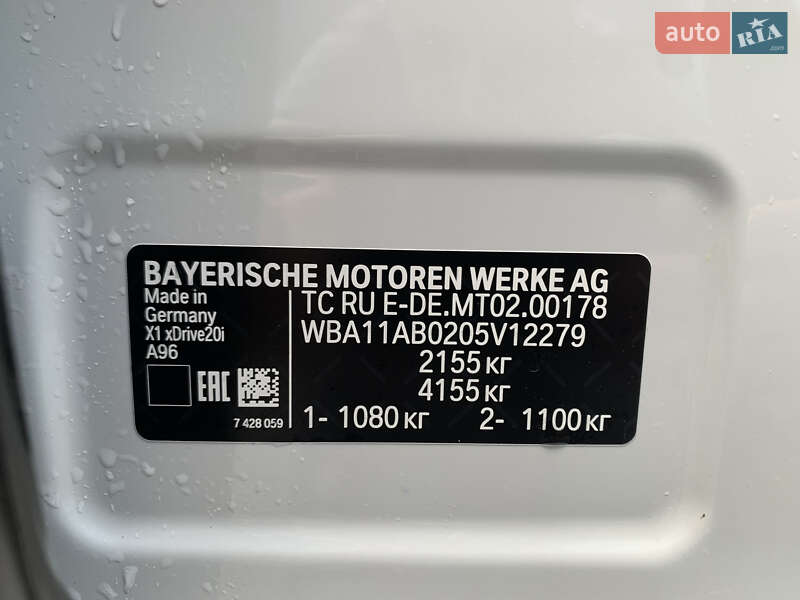 auto RIA .com
BAYERISCHE MOTOREN WERKE AG
Made in
Germany
X1 xDrive20i
A96
TC RU E-DE.MT02.00178
WBA11AB0205V12279
2155 кг
4155 кг
1- 1080 кг 2- 1100 кг
EAC
7 428 059